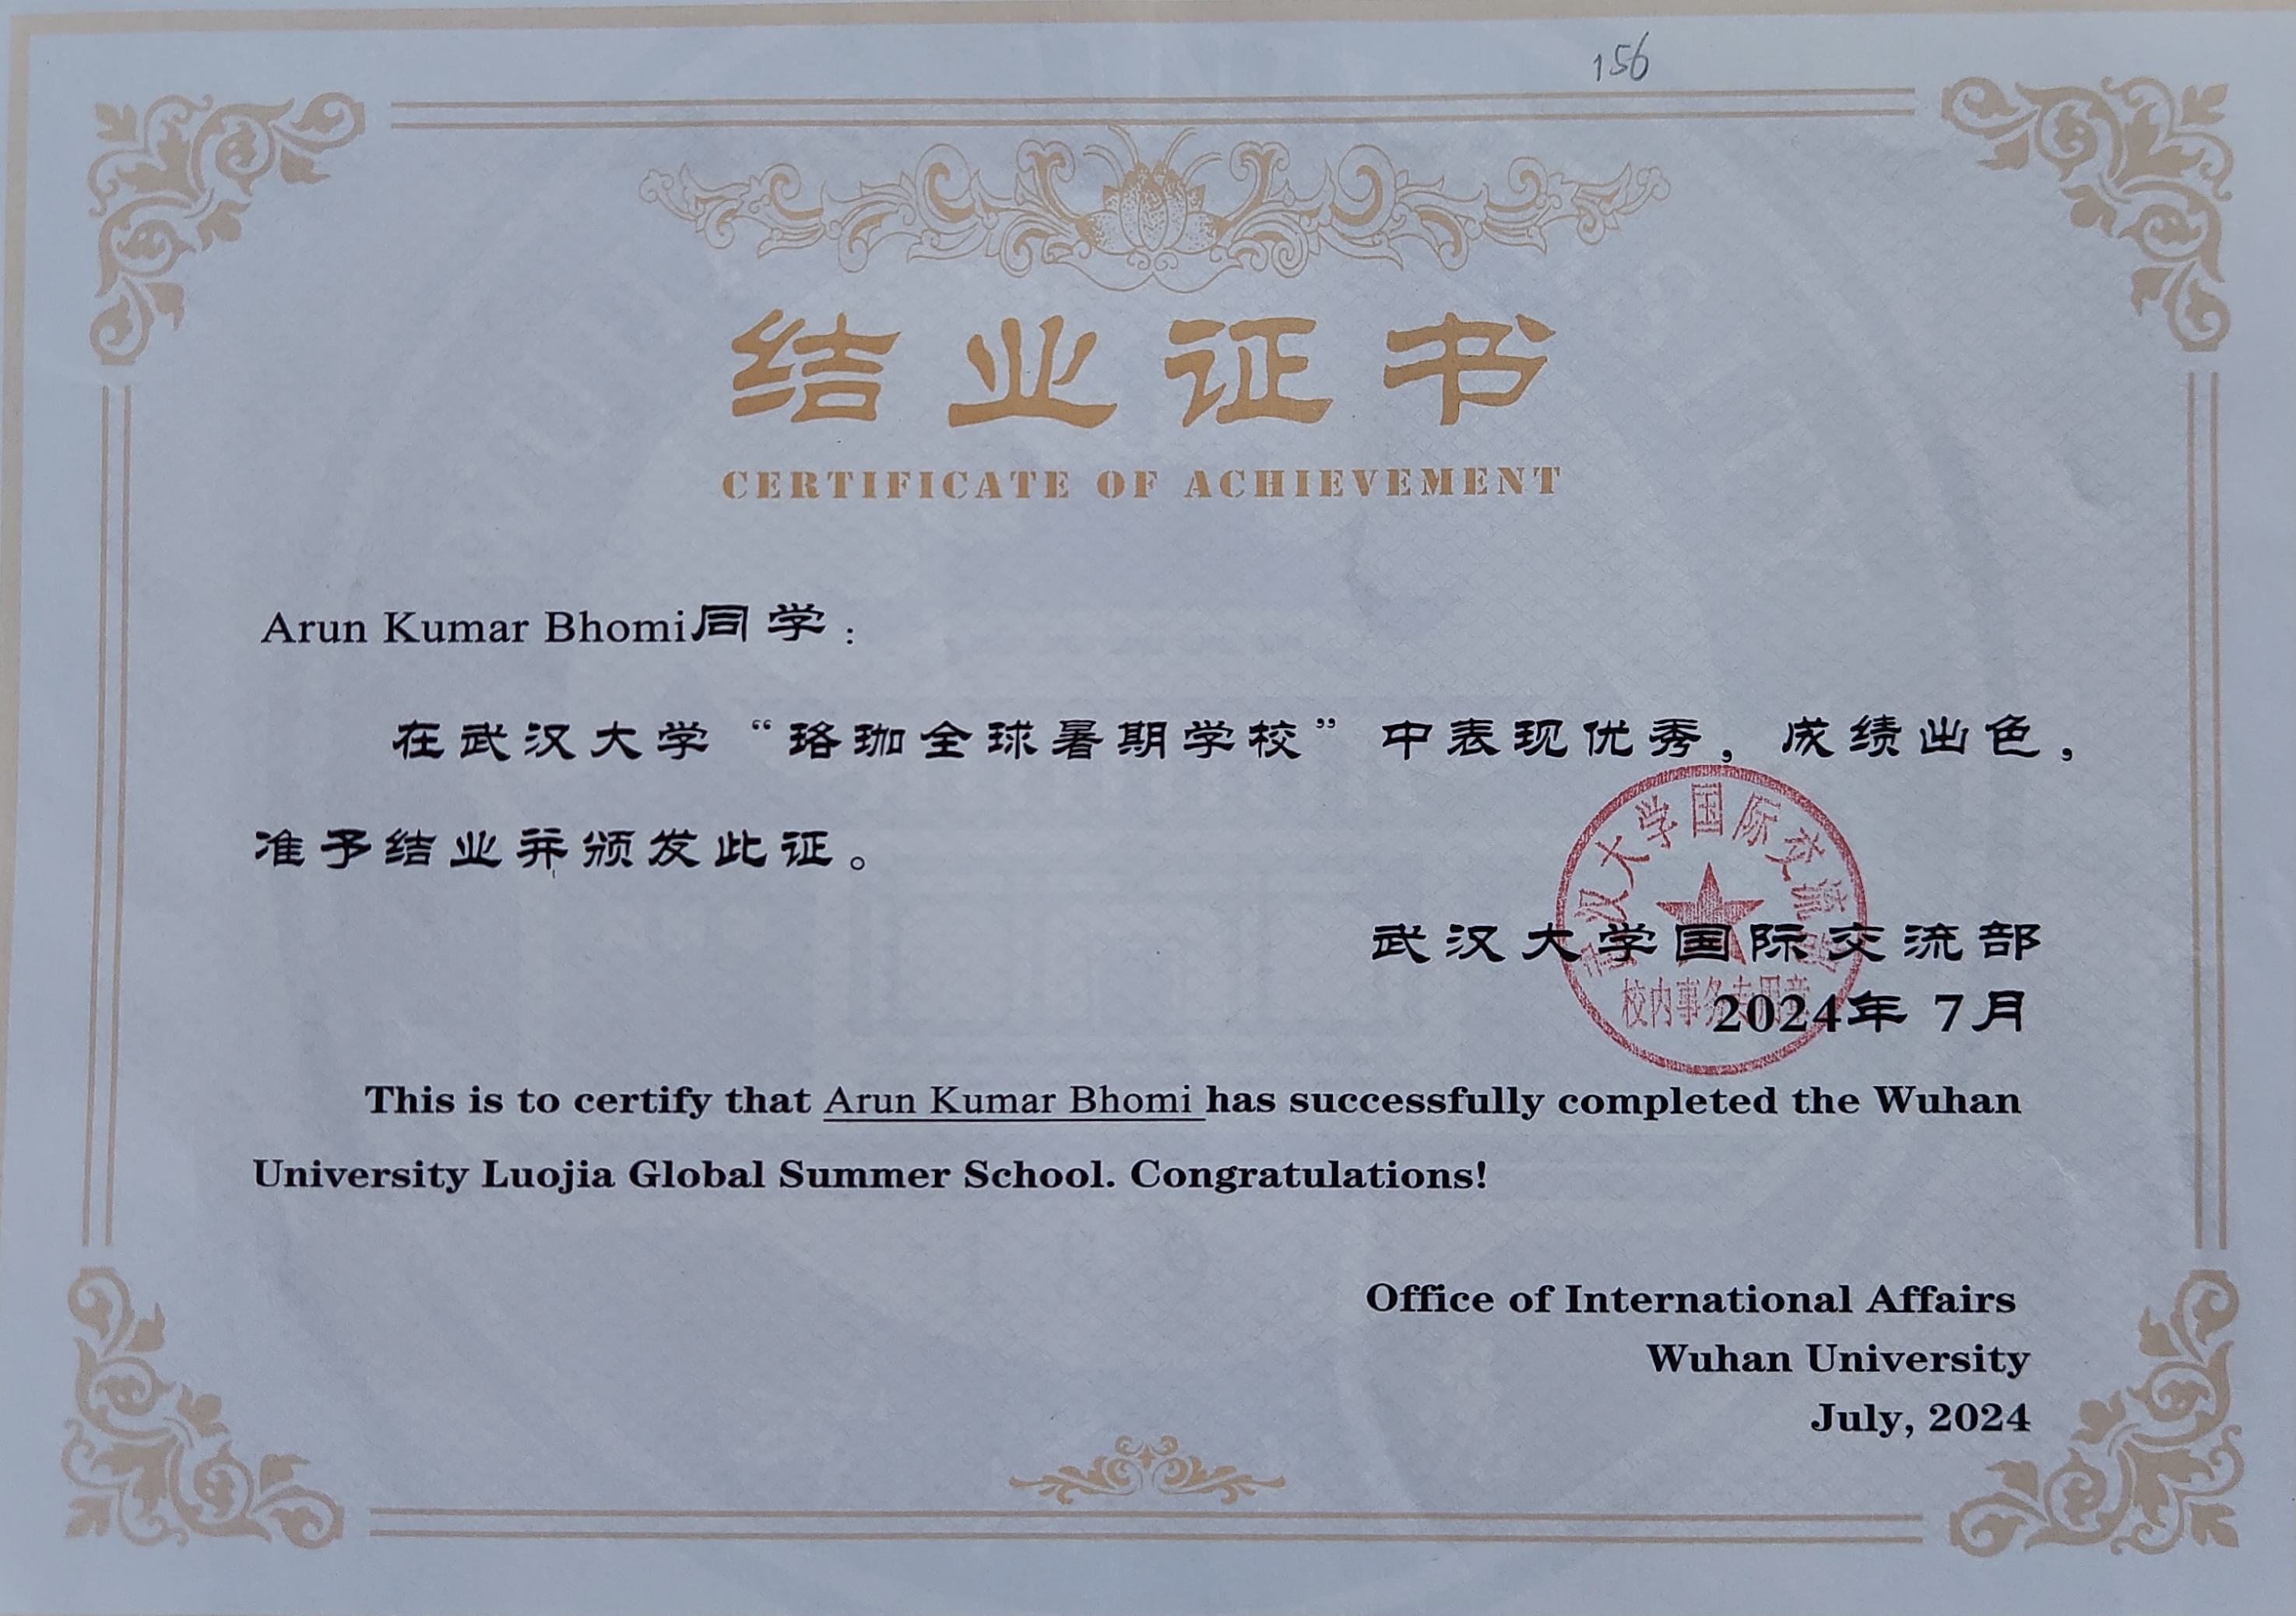 156
结业证书
CERTIFICATE OF ACHIEVEMENT
Arun Kumar Bhomi同学：
在武汉大学“珞珈全球暑期学校”中表现优秀，成绩出色，
准予结业并颁发此证。
武汉大学国际交流部
校内事务专用章
武汉大学国际交流部
2024年 7月
This is to certify that Arun Kumar Bhomi has successfully completed the Wuhan
University Luojia Global Summer School. Congratulations!
Office of International Affairs
Wuhan University
July, 2024